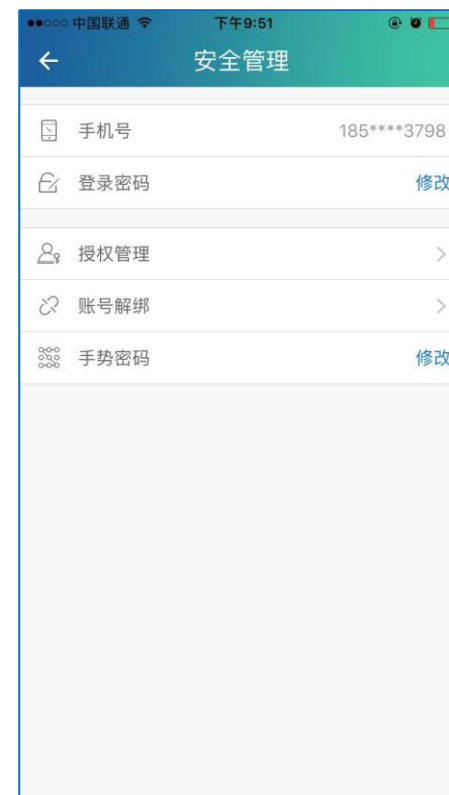 中国联通 下午9:51
安全管理
手机号 185****3798
登录密码 修改
授权管理
账号解绑
手势密码 修改